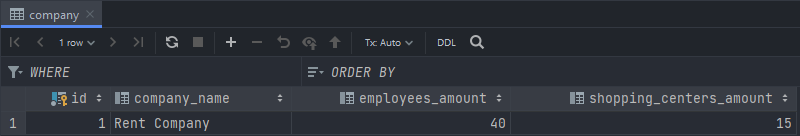 company
1 row Tx: Auto DDL
WHERE ORDER BY
id company_name employees_amount shopping_centers_amount
1 1 Rent Company 40 15